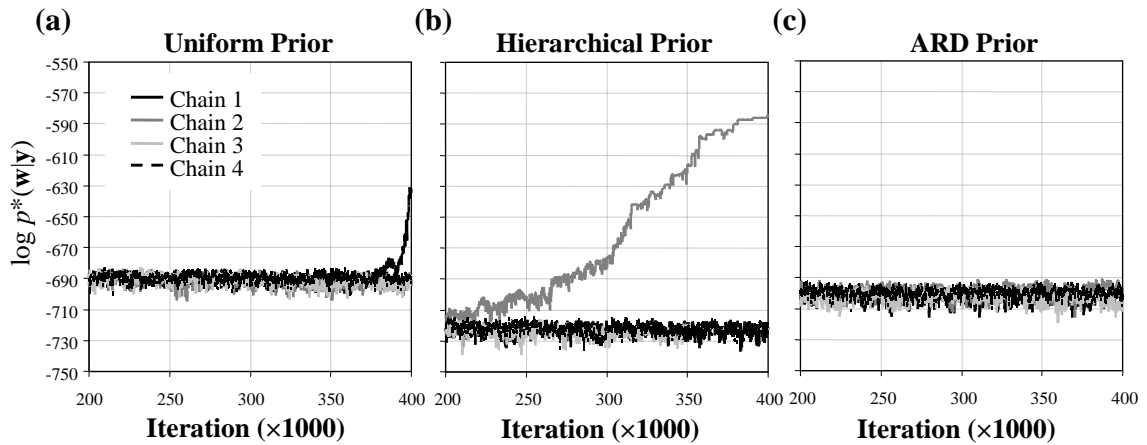 (a)
Uniform Prior
(b)
Hierarchical Prior
(c)
ARD Prior
log p*(w|y)
-550
-570
-590
-610
-630
-650
-670
-690
-710
-730
-750
Chain 1
Chain 2
Chain 3
Chain 4
200 250 300 350 400
200 250 300 350 400
200 250 300 350 400
Iteration (×1000)
Iteration (×1000)
Iteration (×1000)